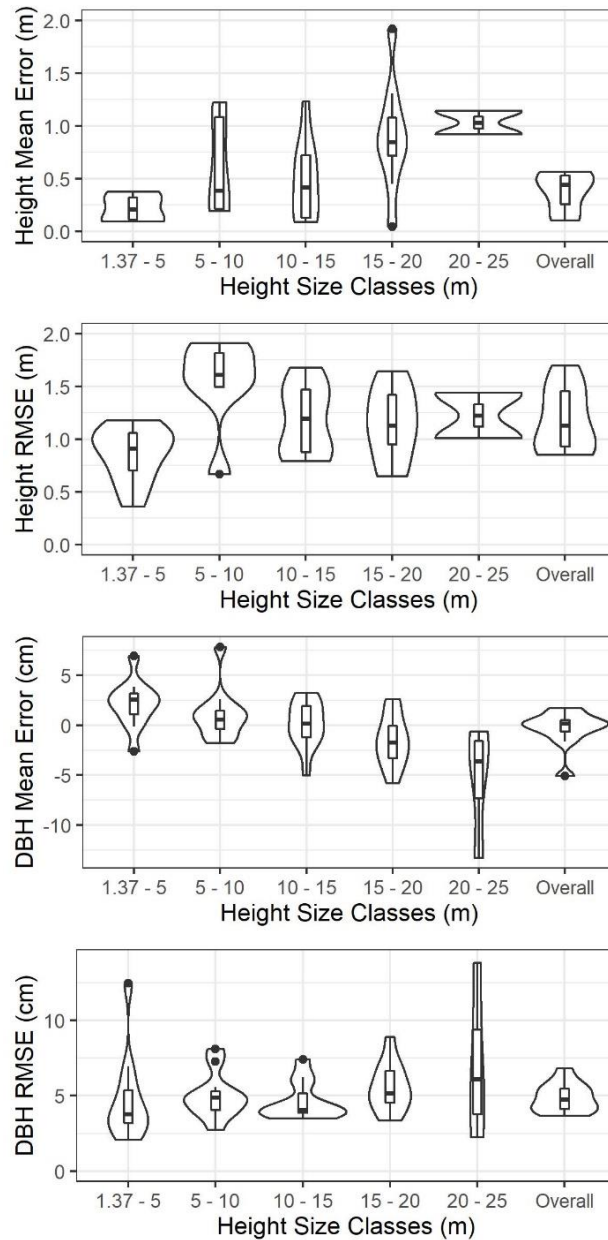 Height Mean Error (m)
2.0
1.5
1.0
0.5
0.0
1.37 - 5 5 - 10 10 - 15 15 - 20 20 - 25 Overall
Height Size Classes (m)
Height RMSE (m)
2.0
1.5
1.0
0.5
0.0
1.37 - 5 5 - 10 10 - 15 15 - 20 20 - 25 Overall
Height Size Classes (m)
DBH Mean Error (cm)
5
0
-5
-10
1.37 - 5 5 - 10 10 - 15 15 - 20 20 - 25 Overall
Height Size Classes (m)
DBH RMSE (cm)
10
5
0
1.37 - 5 5 - 10 10 - 15 15 - 20 20 - 25 Overall
Height Size Classes (m)